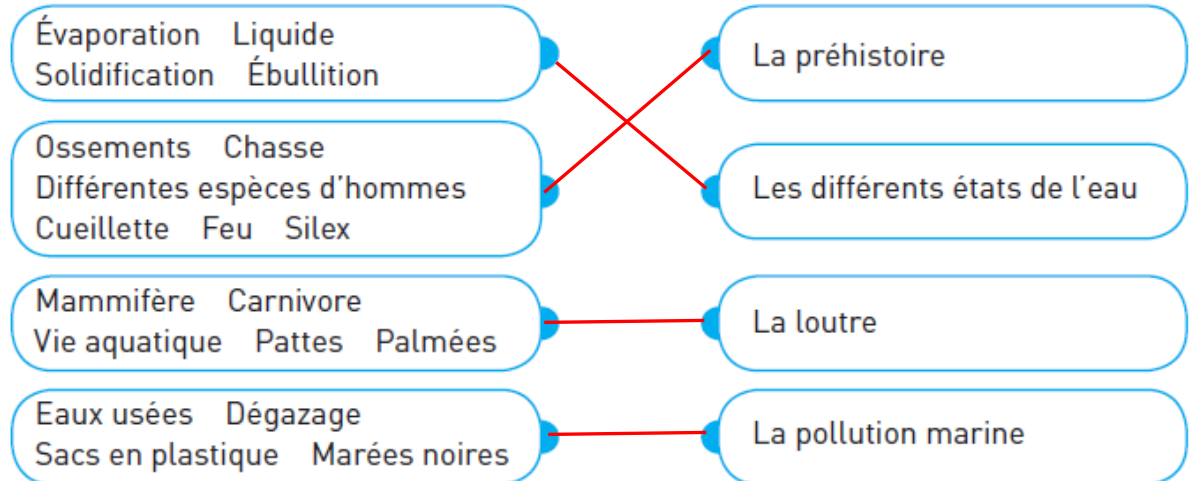 Évaporation Liquide
Solidification Ébullition
La préhistoire
Ossements Chasse
Différentes espèces d'hommes
Cueillette Feu Silex
Les différents états de l'eau
Mammifère Carnivore
Vie aquatique Pattes Palmées
La loutre
Eaux usées Dégazage
Sacs en plastique Marées noires
La pollution marine